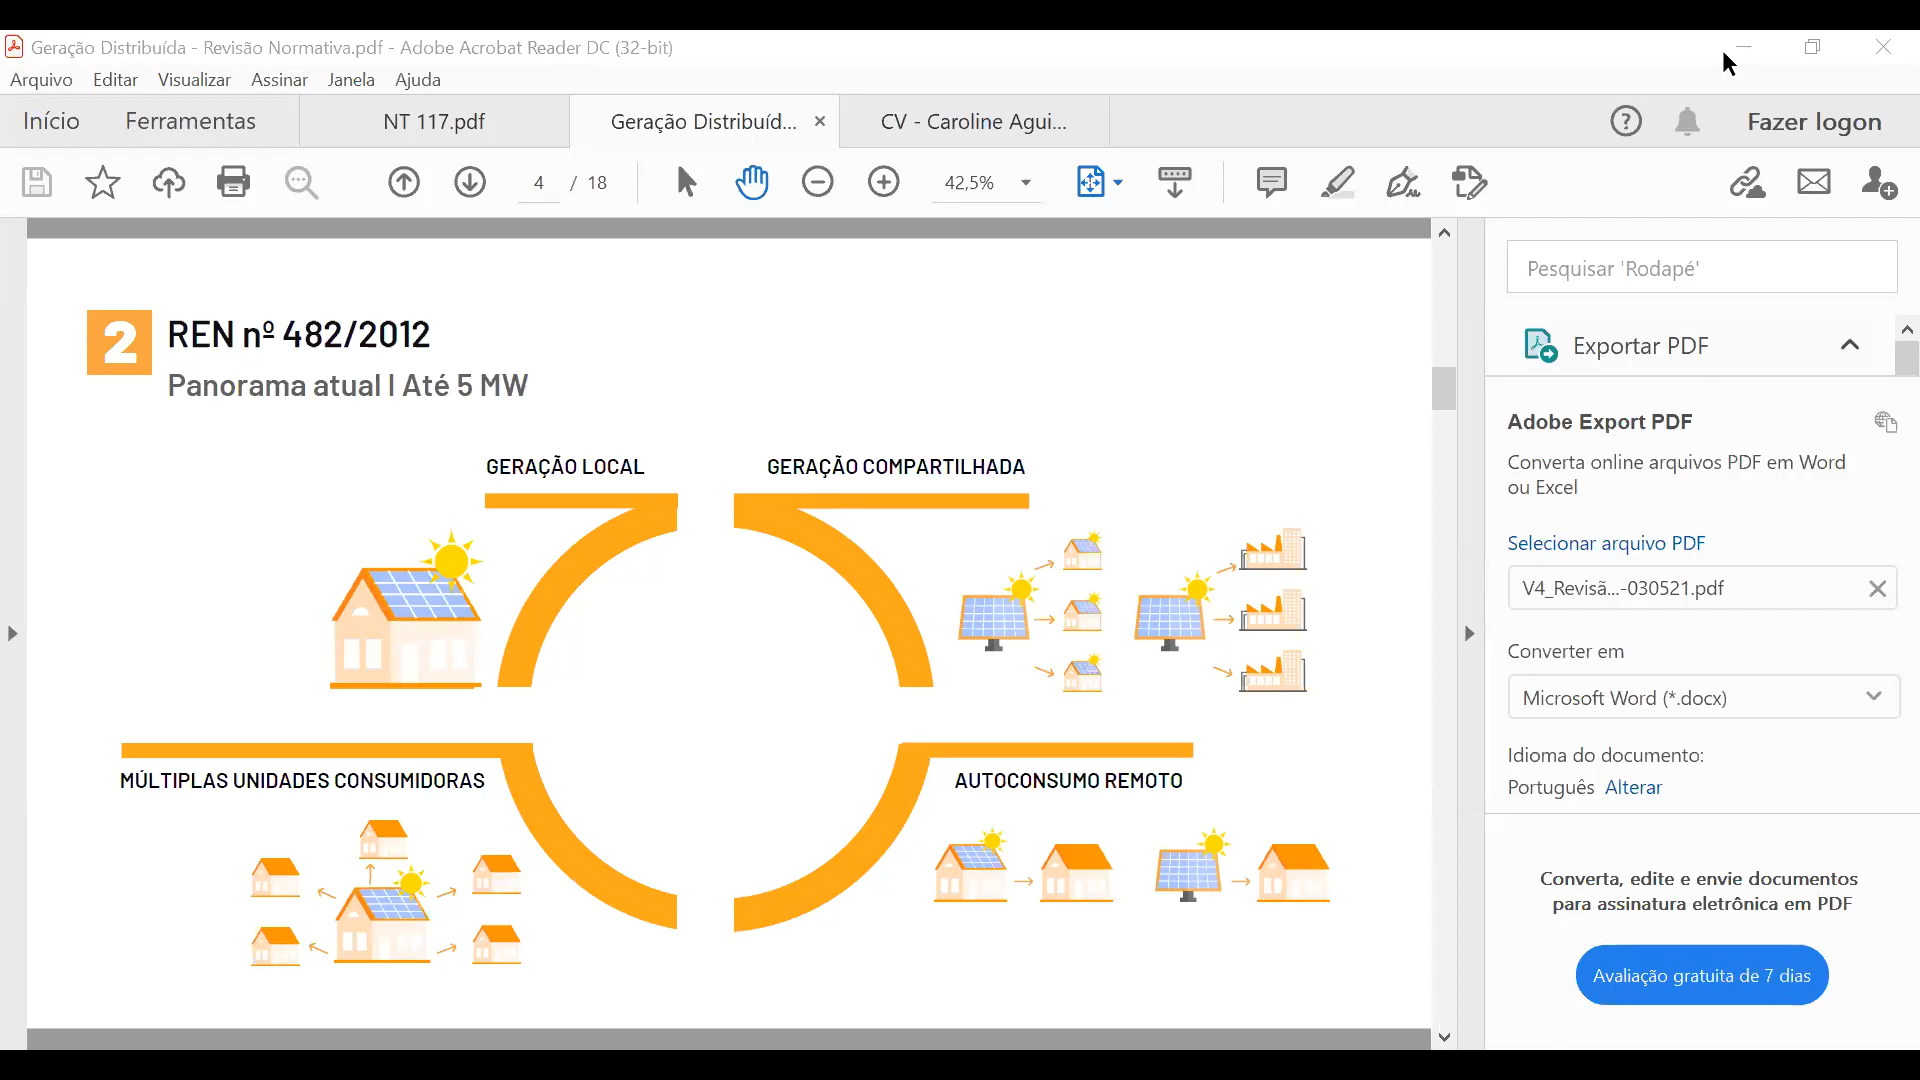 Geração Distribuída - Revisão Normativa.pdf - Adobe Acrobat Reader DC (32-bit)
Arquivo Editar Visualizar Assinar Janela Ajuda
Início Ferramentas NT 117.pdf Geração Distribuíd... × CV - Caroline Agui... ? Fazer logon
4 / 18 42,5%
2 REN nº 482/2012
Panorama atual | Até 5 MW
GERAÇÃO LOCAL
GERAÇÃO COMPARTILHADA
MÚLTIPLAS UNIDADES CONSUMIDORAS
AUTOCONSUMO REMOTO
Pesquisar 'Rodapé'
Exportar PDF
Adobe Export PDF
Converta online arquivos PDF em Word
ou Excel
Selecionar arquivo PDF
V4_Revisã...-030521.pdf
Converter em
Microsoft Word (*.docx)
Idioma do documento:
Português Alterar
Converta, edite e envie documentos
para assinatura eletrônica em PDF
Avaliação gratuita de 7 dias